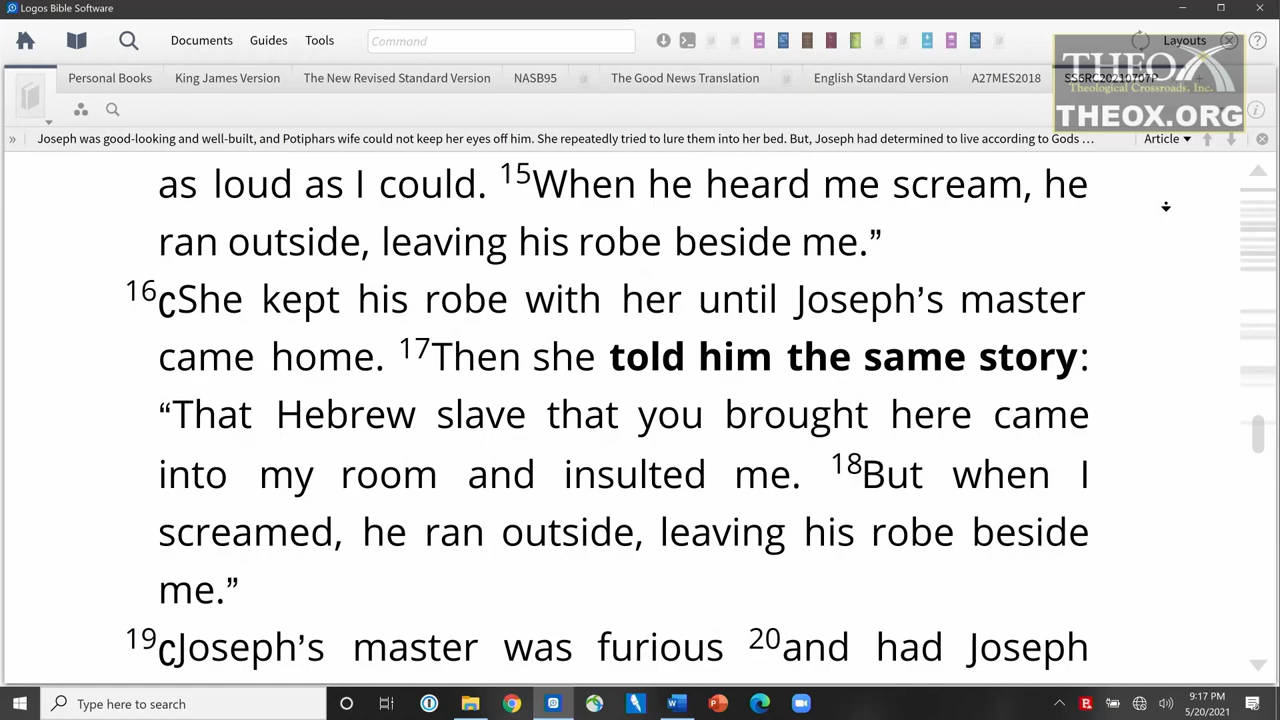 Logos Bible Software
Documents Guides Tools Command Layouts
Personal Books King James Version The New Revised Standard Version NASB95 The Good News Translation English Standard Version A27MES2018 SS6RC20210707P
THEOX
Theological Crossroads, Inc.
THEOX.ORG
» Joseph was good-looking and well-built, and Potiphars wife could not keep her eyes off him. She repeatedly tried to lure them into her bed. But, Joseph had determined to live according to Gods ... Article
as loud as I could. 15When he heard me scream, he
ran outside, leaving his robe beside me.”
16CShe kept his robe with her until Joseph’s master
came home. 17Then she told him the same story:
“That Hebrew slave that you brought here came
into my room and insulted me. 18But when I
screamed, he ran outside, leaving his robe beside
me.”
19CJoseph’s master was furious 20and had Joseph
Type here to search
9:17 PM
5/20/2021